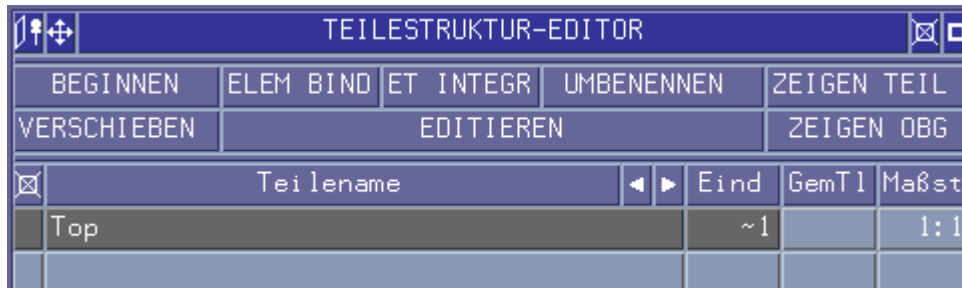 TEILESTRUKTUR-EDITOR
BEGINNEN ELEM BIND ET INTEGR UMBENENNEN ZEIGEN TEIL
VERSCHIEBEN EDITIEREN ZEIGEN OBG
Teilename Eind GemTl Maßst
Top ~1 1:1